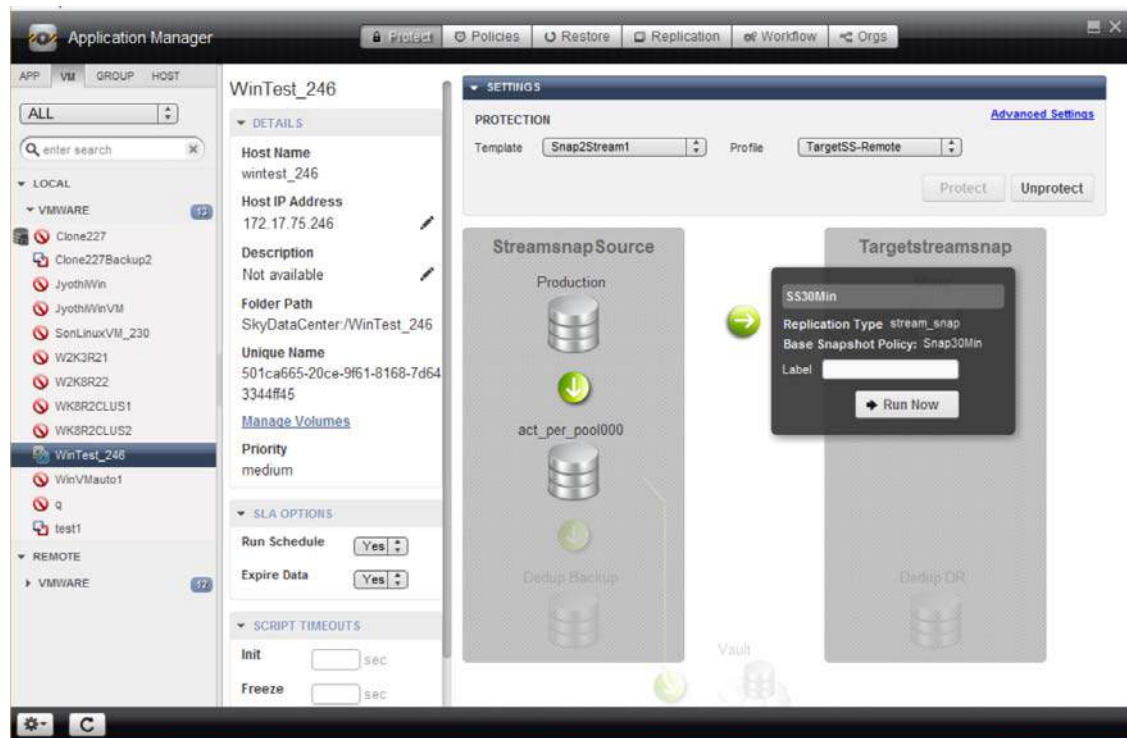 Application Manager
Protect
Policies
Restore
Replication
Workflow
Orgs
APP VM GROUP HOST
ALL
enter search
LOCAL
VMWARE 13
Clone227
Clone227Backup2
JyothiWin
JyothiWinVM
SonLinuxVM_230
W2K3R21
W2K8R22
WK8R2CLUS1
WK8R2CLUS2
WinTest_246
WinVMauto1
q
test1
REMOTE
VMWARE
WinTest_246
DETAILS
Host Name
wintest_246
Host IP Address
172.17.75.246
Description
Not available
Folder Path
SkyDataCenter:/WinTest_246
Unique Name
501ca665-20ce-9f61-8168-7d64
3344ff45
Manage Volumes
Priority
medium
SLA OPTIONS
Run Schedule Yes
Expire Data Yes
SCRIPT TIMEOUTS
Init sec
Freeze sec
SETTINGS
PROTECTION
Advanced Settings
Template Snap2Stream1 Profile TargetSS-Remote
Protect Unprotect
StreamsnapSource
Production
act_per_pool000
Dedup Backup
Vault
Targetstreamsnap
SS30Min
Replication Type stream_snap
Base Snapshot Policy: Snap30Min
Label
Run Now
Dedup DR